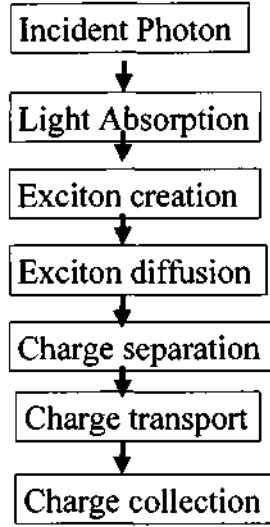 Incident Photon
Light Absorption
Exciton creation
Exciton diffusion
Charge separation
Charge transport
Charge collection